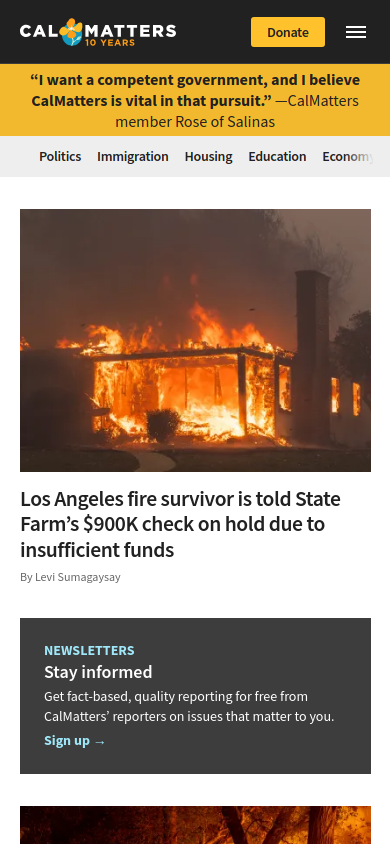 CALMATTERS
10 YEARS
Donate
“I want a competent government, and I believe
CalMatters is vital in that pursuit.” —CalMatters
member Rose of Salinas
Politics Immigration Housing Education Economy
Los Angeles fire survivor is told State
Farm’s $900K check on hold due to
insufficient funds
By Levi Sumagaysay
NEWSLETTERS
Stay informed
Get fact-based, quality reporting for free from
CalMatters’ reporters on issues that matter to you.
Sign up →